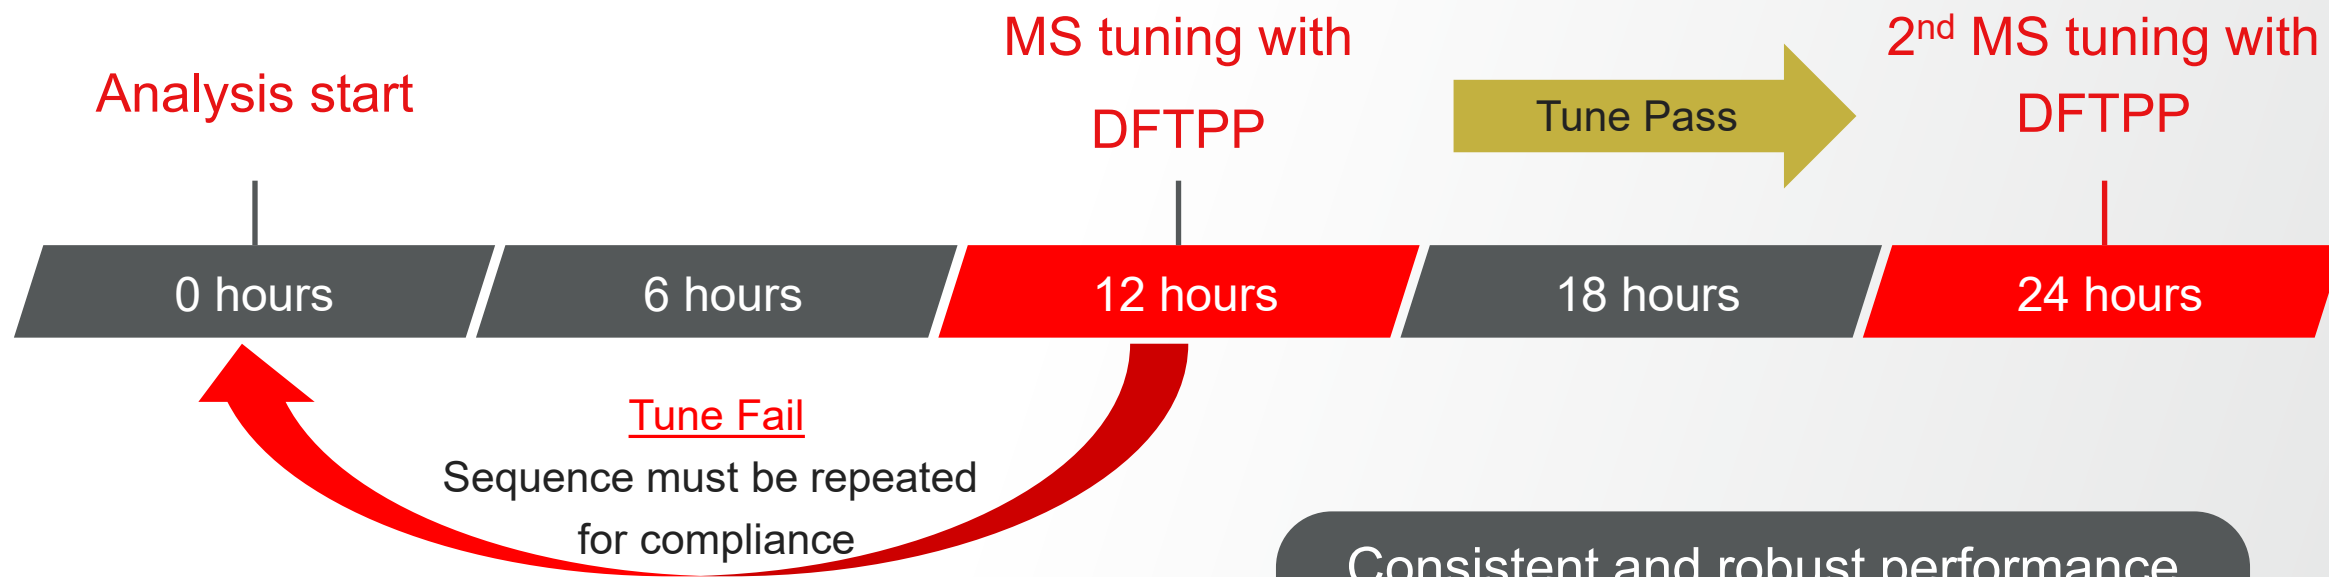 Analysis start
MS tuning with
DFTPP
Tune Pass
2nd MS tuning with
DFTPP
0 hours
6 hours
12 hours
18 hours
24 hours
Tune Fail
Sequence must be repeated
for compliance
Consistent and robust performance